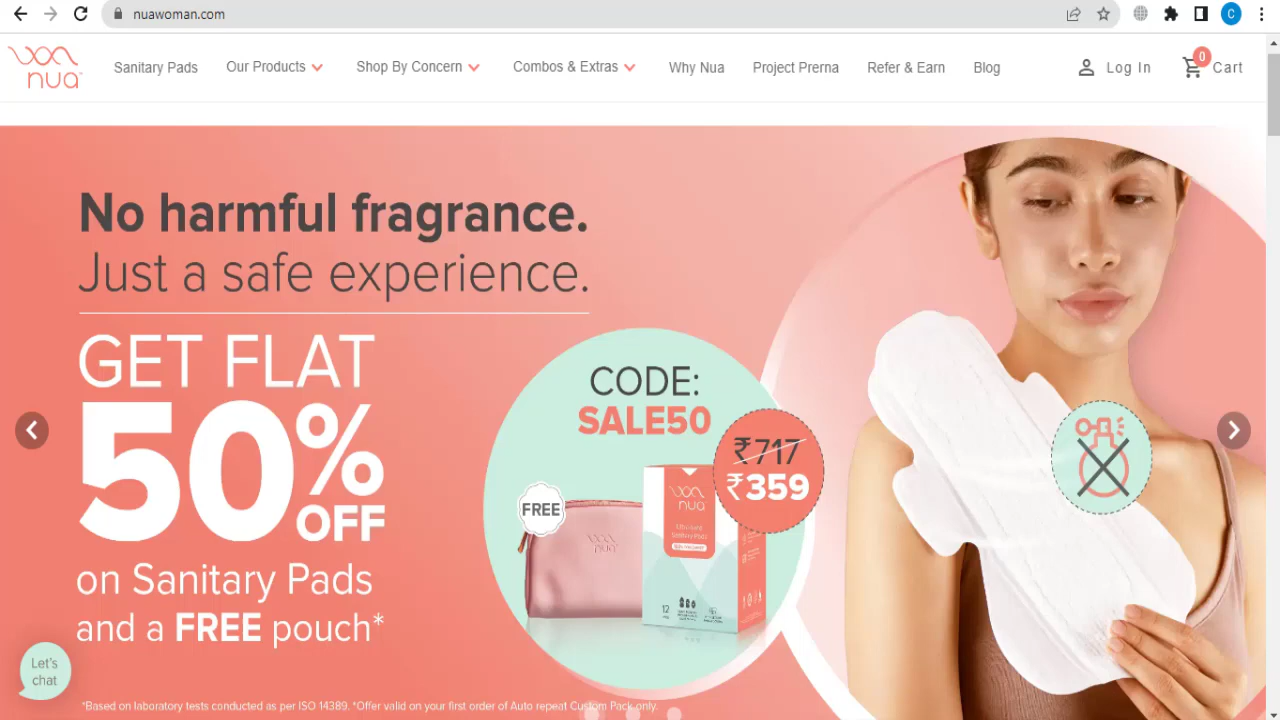 nuawoman.com
C
nua
Sanitary Pads
Our Products
Shop By Concern
Combos & Extras
Why Nua
Project Prerna
Refer & Earn
Blog
Log In
0
Cart
No harmful fragrance.
Just a safe experience.
GET FLAT
50%
OFF
on Sanitary Pads
and a FREE pouch*
CODE:
SALE50
₹717
₹359
FREE
nua
nua
Sanitary Pads
12
Let's
chat
*Based on laboratory tests conducted as per ISO 14389. *Offer valid on your first order of Auto repeat Custom Pack only.